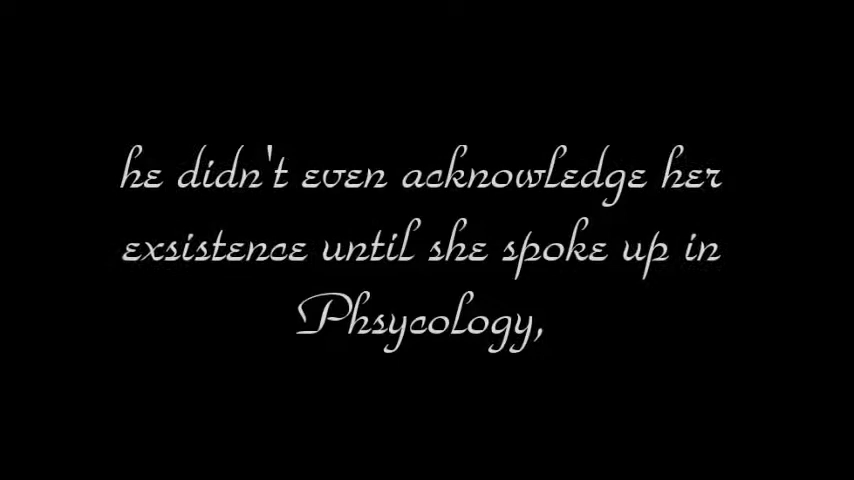 he didn't even acknowledge her
exsistence until she spoke up in
Phsycology,